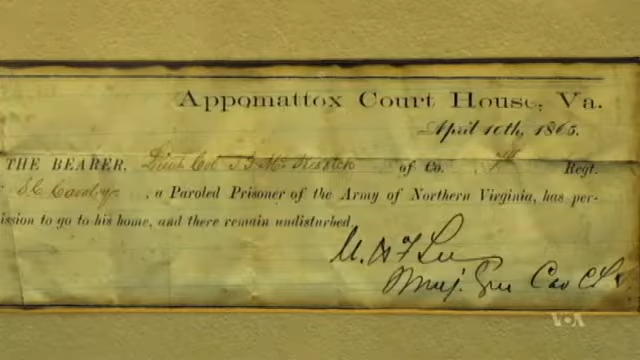 Appomattox Court House, Va.
April 10th, 1865.
THE BEARER, Lieut Col of Co. 7th Regt.
S C Cavalry , a Paroled Prisoner of the Army of Northern Virginia, has per-
ission to go to his home, and there remain undisturbed.
Lee
Maj. Gen Cav
VOA